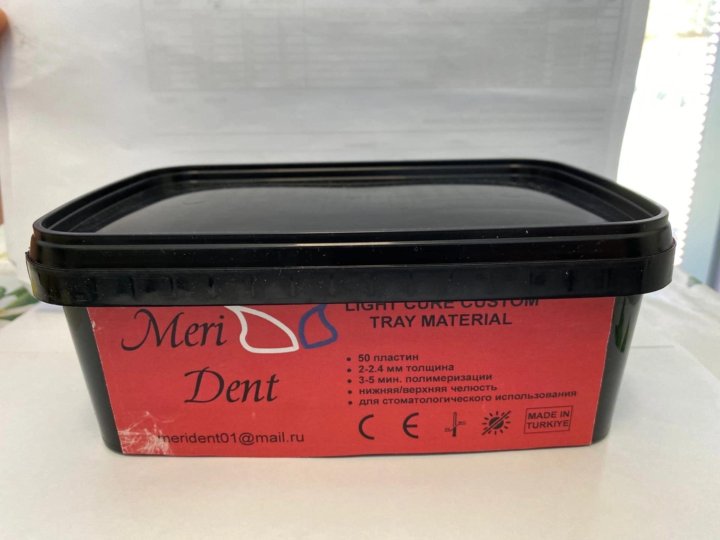 Meri
Dent
LIGHT CURE CUSTOM
TRAY MATERIAL
• 50 пластин
• 2-2.4 мм толщина
• 3-5 мин. полимеризации
• нижняя/верхняя челюсть
• для стоматологического использования
CE
MADE IN
TURKIYE
merident01@mail.ru